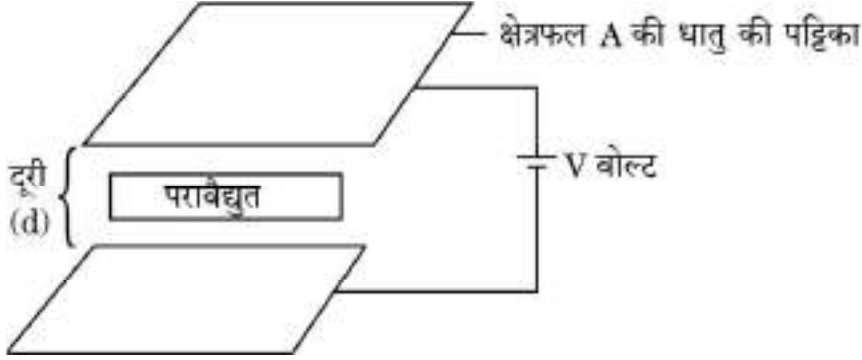 क्षेत्रफल A की धातु की पट्टिका
दूरी
(d)
परावैद्युत
V वोल्ट